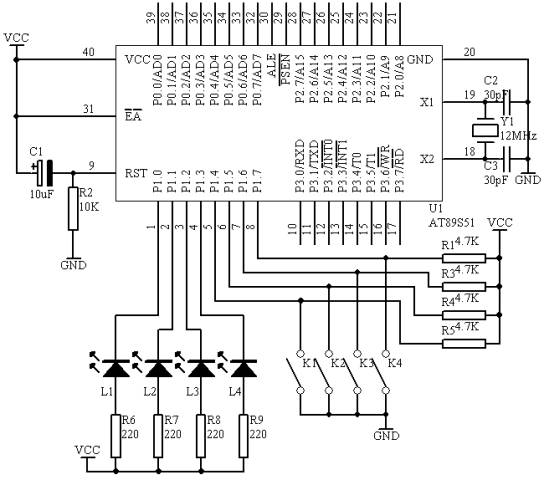 39 38 37 36 35 34 33 32 30 29 28 27 26 25 24 23 22 21
VCC
40
VCC
P0.0/AD0
P0.1/AD1
P0.2/AD2
P0.3/AD3
P0.4/AD4
P0.5/AD5
P0.6/AD6
P0.7/AD7
ALE
PSEN
P2.7/A15
P2.6/A14
P2.5/A13
P2.4/A12
P2.3/A11
P2.2/A10
P2.1/A9
P2.0/A8
GND
20
31
EA
X1
19
C2
30pF
Y1
12MHz
X2
18
C3
30pF
GND
C1
10uF
9
RST
R2
10K
GND
P1.0
P1.1
P1.2
P1.3
P1.4
P1.5
P1.6
P1.7
P3.0/RXD
P3.1/TXD
P3.2/INT0
P3.3/INT1
P3.4/T0
P3.5/T1
P3.6/WR
P3.7/RD
U1
AT89S51
1 2 3 4 5 6 7 8
10 11 12 13 14 15 16 17
VCC
R1 4.7K
R3 4.7K
R4 4.7K
R5 4.7K
L1 L2 L3 L4
K1 K2 K3 K4
R6 220
R7 220
R8 220
R9 220
GND
VCC